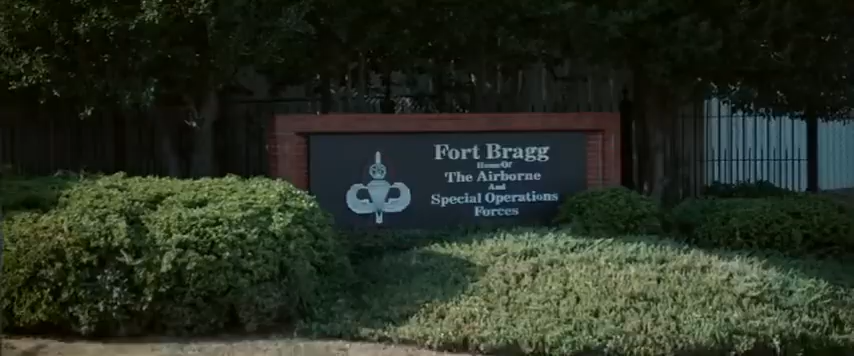 Fort Bragg
Home Of
The Airborne
And
Special Operations
Forces